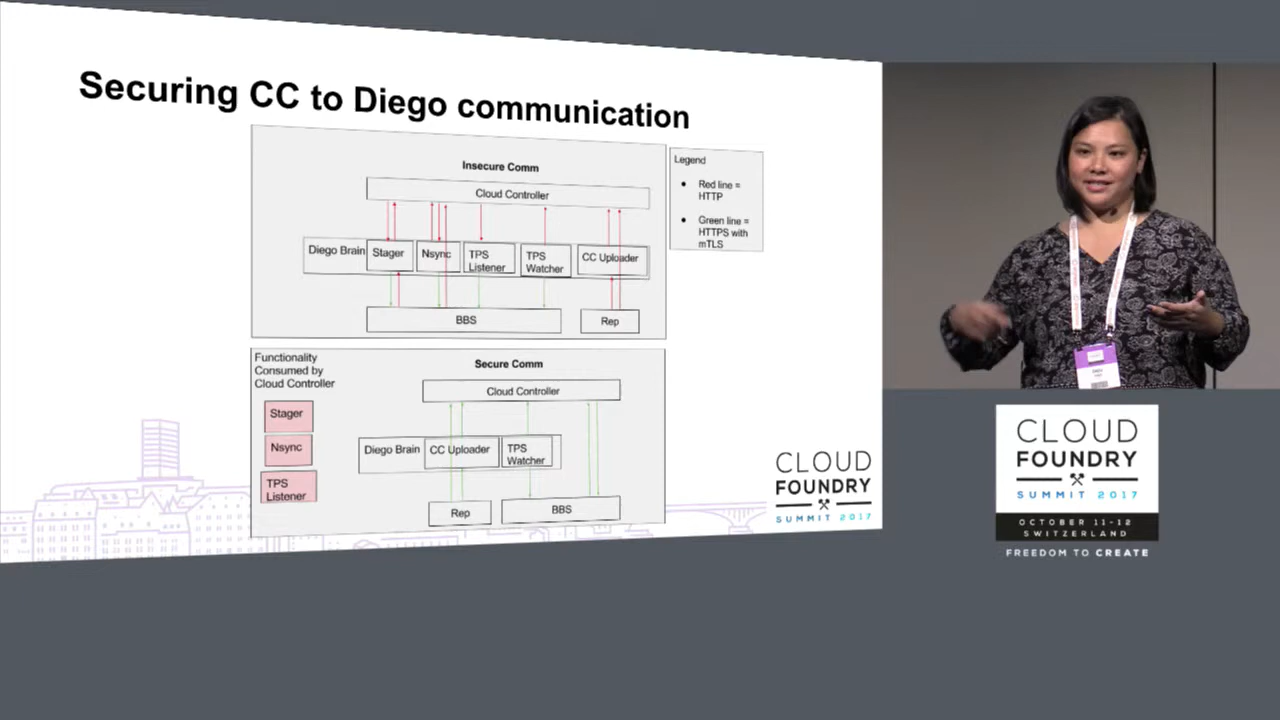 Securing CC to Diego communication
Insecure Comm
Cloud Controller
Diego Brain
Stager
Nsync
TPS
Listener
TPS
Watcher
CC Uploader
BBS
Rep
Legend
● Red line =
HTTP
● Green line =
HTTPS with
mTLS
Functionality
Consumed by
Cloud Controller
Stager
Nsync
TPS
Listener
Secure Comm
Cloud Controller
Diego Brain
CC Uploader
TPS
Watcher
Rep
BBS
CLOUD
FOUNDRY
SUMMIT 2017
CLOUD
FOUNDRY
SUMMIT 2017
OCTOBER 11-12
SWITZERLAND
FREEDOM TO CREATE